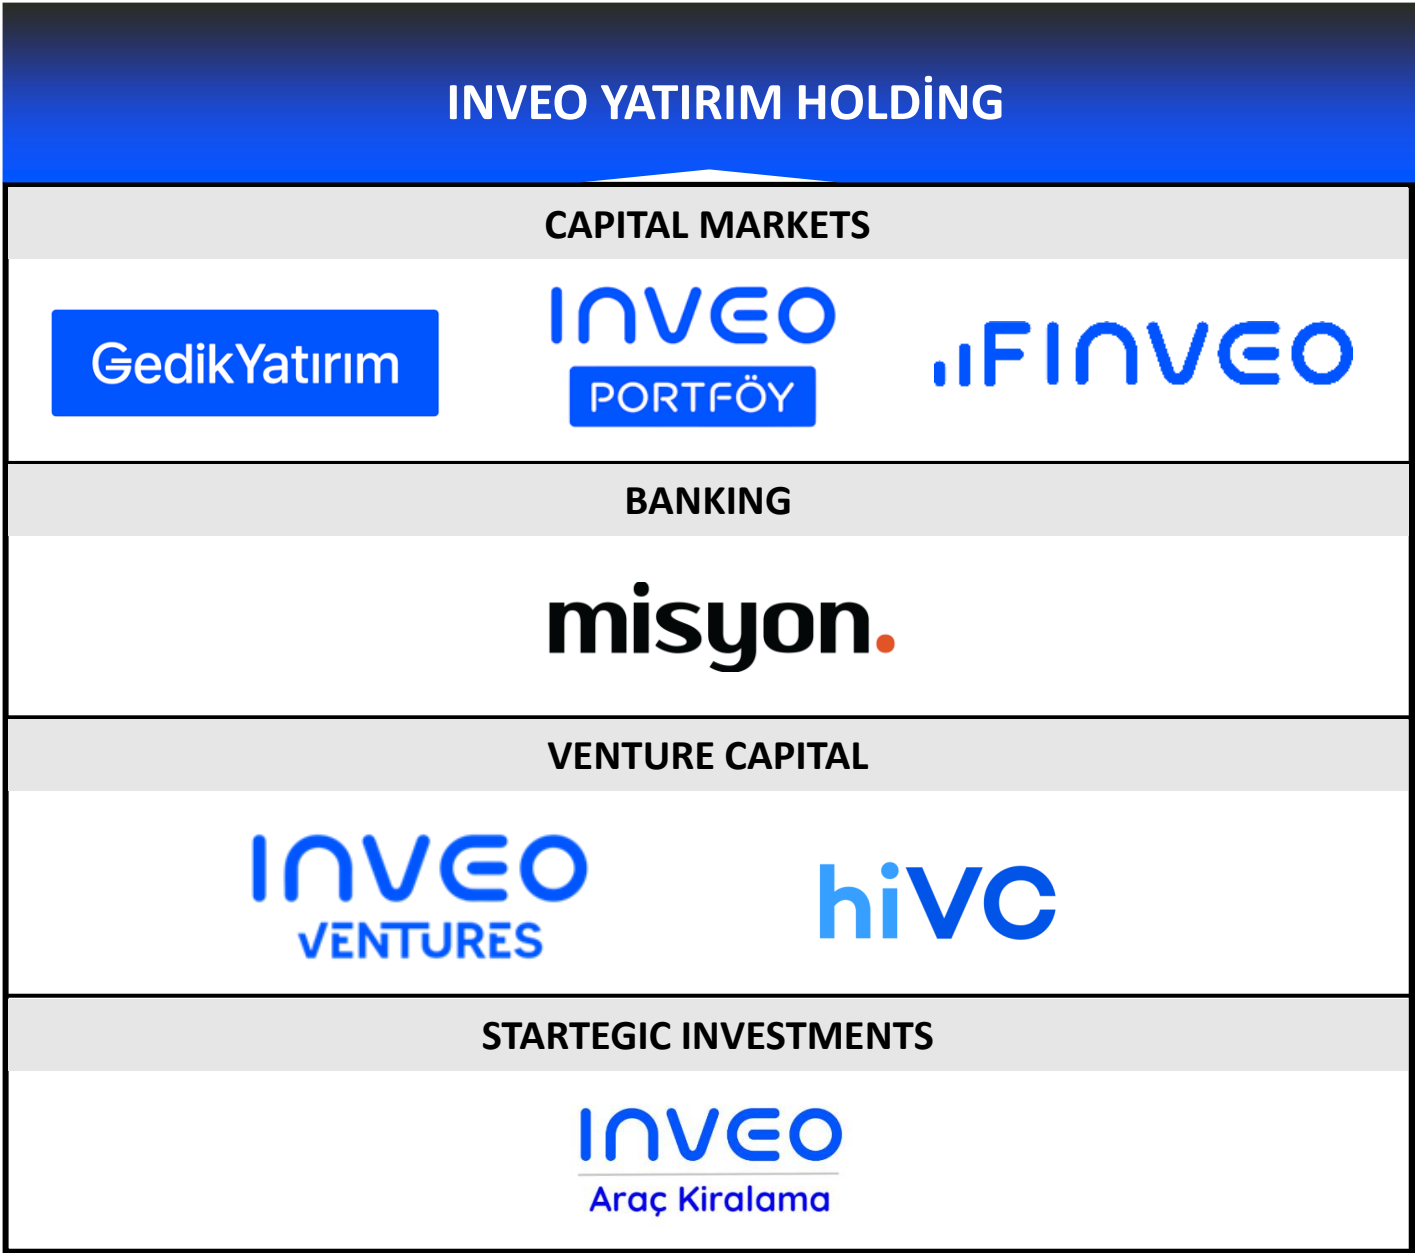 INVEO YATIRIM HOLDİNG
CAPITAL MARKETS
GedikYatırım
INVEO
PORTFÖY
FINVEO
BANKING
misyon.
VENTURE CAPITAL
INVEO
VENTURES
hiVC
STARTEGIC INVESTMENTS
INVEO
Araç Kiralama